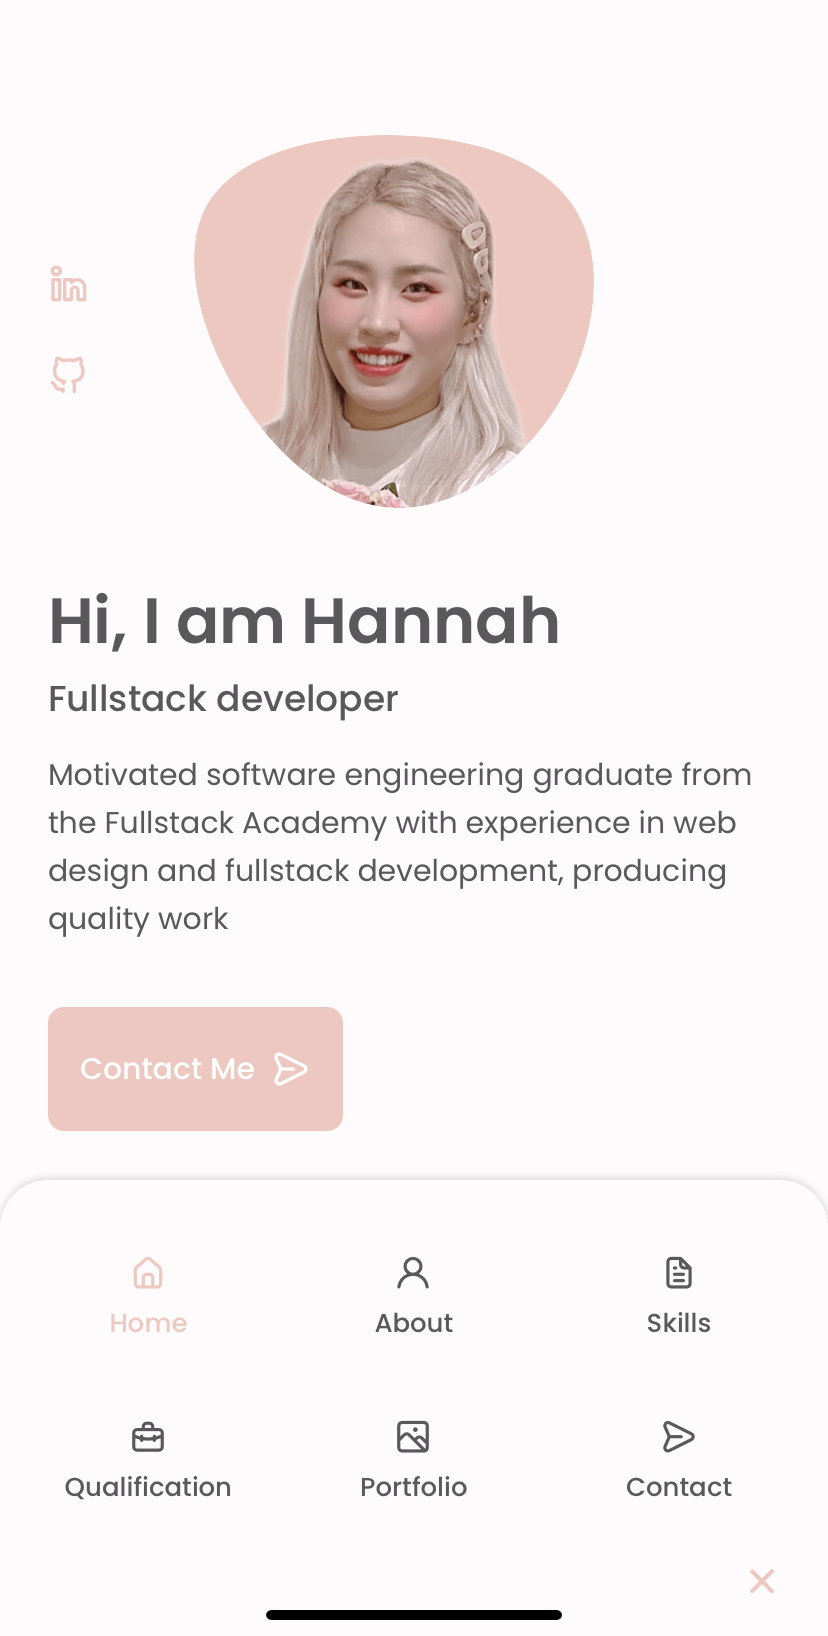 Hi, I am Hannah
Fullstack developer
Motivated software engineering graduate from
the Fullstack Academy with experience in web
design and fullstack development, producing
quality work
Contact Me
Home
About
Skills
Qualification
Portfolio
Contact